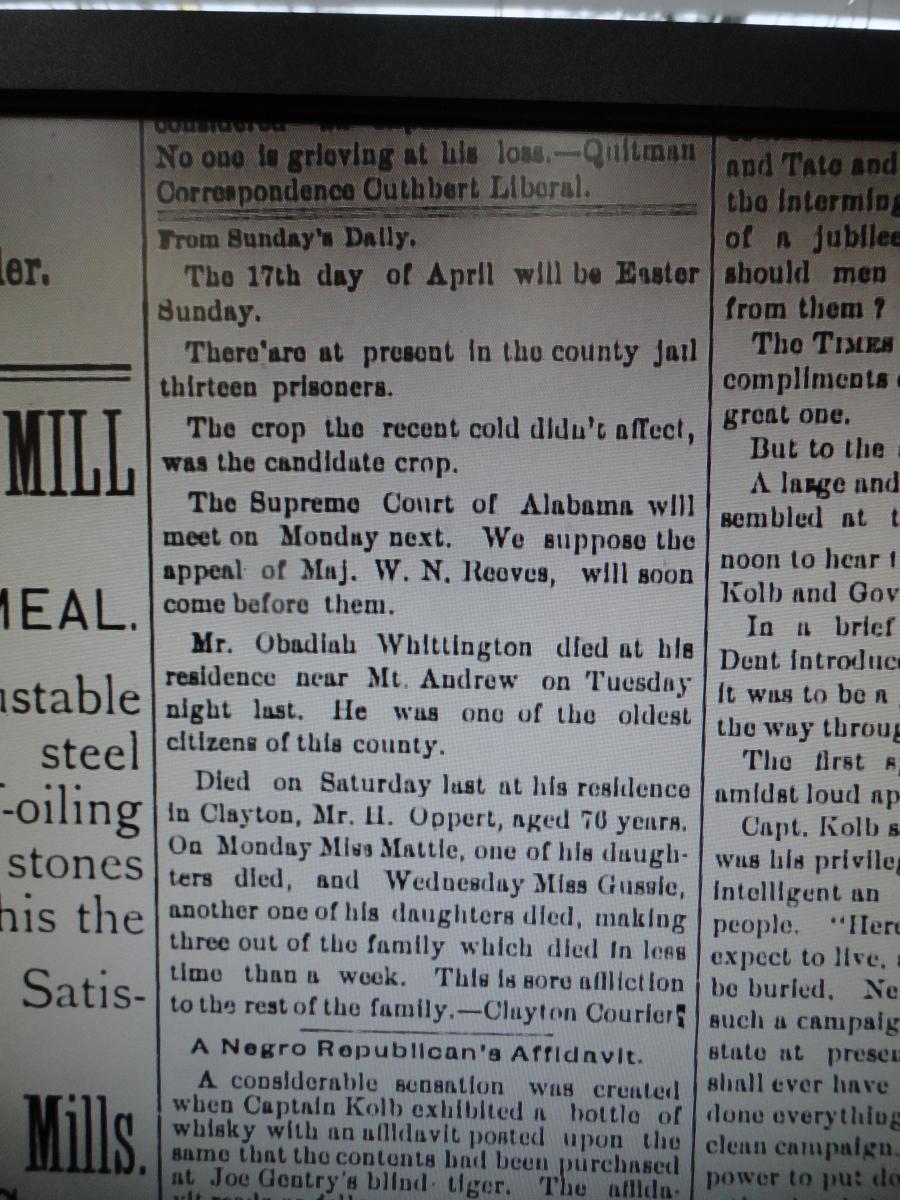 ler.
MILL
MEAL.
ustable
steel
f-oiling
stones
his the
Satis-
Mills.
considered
No one is grieving at his loss.—Quitman
Correspondence Cuthbert Liberal.
From Sunday's Daily.
The 17th day of April will be Easter
Sunday.
There'are at present in the county jail
thirteen prisoners.
The crop the recent cold didn't affect,
was the candidate crop.
The Supreme Court of Alabama will
meet on Monday next. We suppose the
appeal of Maj. W. N. Reeves, will soon
come before them.
Mr. Obadiah Whittington died at his
residence near Mt. Andrew on Tuesday
night last. He was one of the oldest
citizens of this county.
Died on Saturday last at his residence
in Clayton, Mr. H. Oppert, aged 76 years.
On Monday Miss Mattie, one of his daugh-
ters died, and Wednesday Miss Gussie,
another one of his daughters died, making
three out of the family which died in less
time than a week. This is sore affliction
to the rest of the family.—Clayton Courier.
A Negro Republican's Affidavit.
A considerable sensation was created
when Captain Kolb exhibited a bottle of
whisky with an affidavit posted upon the
same that the contents had been purchased
at Joe Gentry's blind tiger. The affida-
and Tate and
the interming
of a jubilee
should men
from them ?
The TIMES
compliments
great one.
But to the
A large and
sembled at t
noon to hear
Kolb and Gov
In a brief
Dent introduc
it was to be a
the way throug
The first s
amidst loud ap
Capt. Kolb s
was his privileg
intelligent an
people. "Here
expect to live,
be buried. Ne
such a campaig
state at presen
shall ever have
done everything
clean campaign.
power to put do